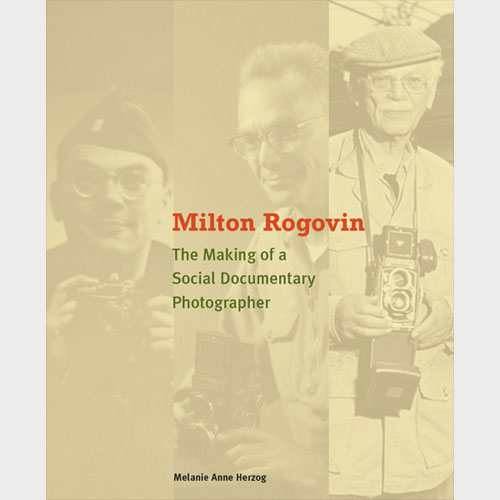 Milton Rogovin
The Making of a
Social Documentary
Photographer
Melanie Anne Herzog